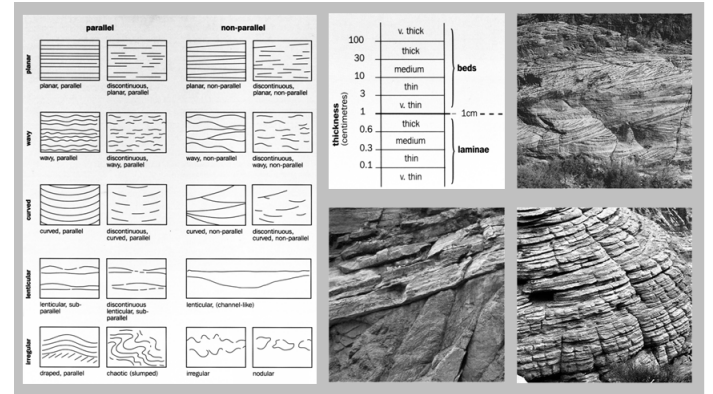 parallel
non-parallel
planar
planar, parallel
discontinuous,
planar, parallel
planar, non-parallel
discontinuous,
planar, non-parallel
wavy
wavy, parallel
discontinuous,
wavy, parallel
wavy, non-parallel
discontinuous,
wavy, non-parallel
curved
curved, parallel
discontinuous,
curved, parallel
curved, non-parallel
discontinuous,
curved, non-parallel
lenticular
lenticular, sub-
parallel
discontinuous
lenticular, sub-
parallel
lenticular, (channel-like)
irregular
draped, parallel
chaotic (slumped)
irregular
nodular
thickness
(centimetres)
v. thick
100
thick
30
medium
10
thin
3
v. thin
1
beds
1cm
thick
0.6
medium
0.3
thin
0.1
v. thin
laminae